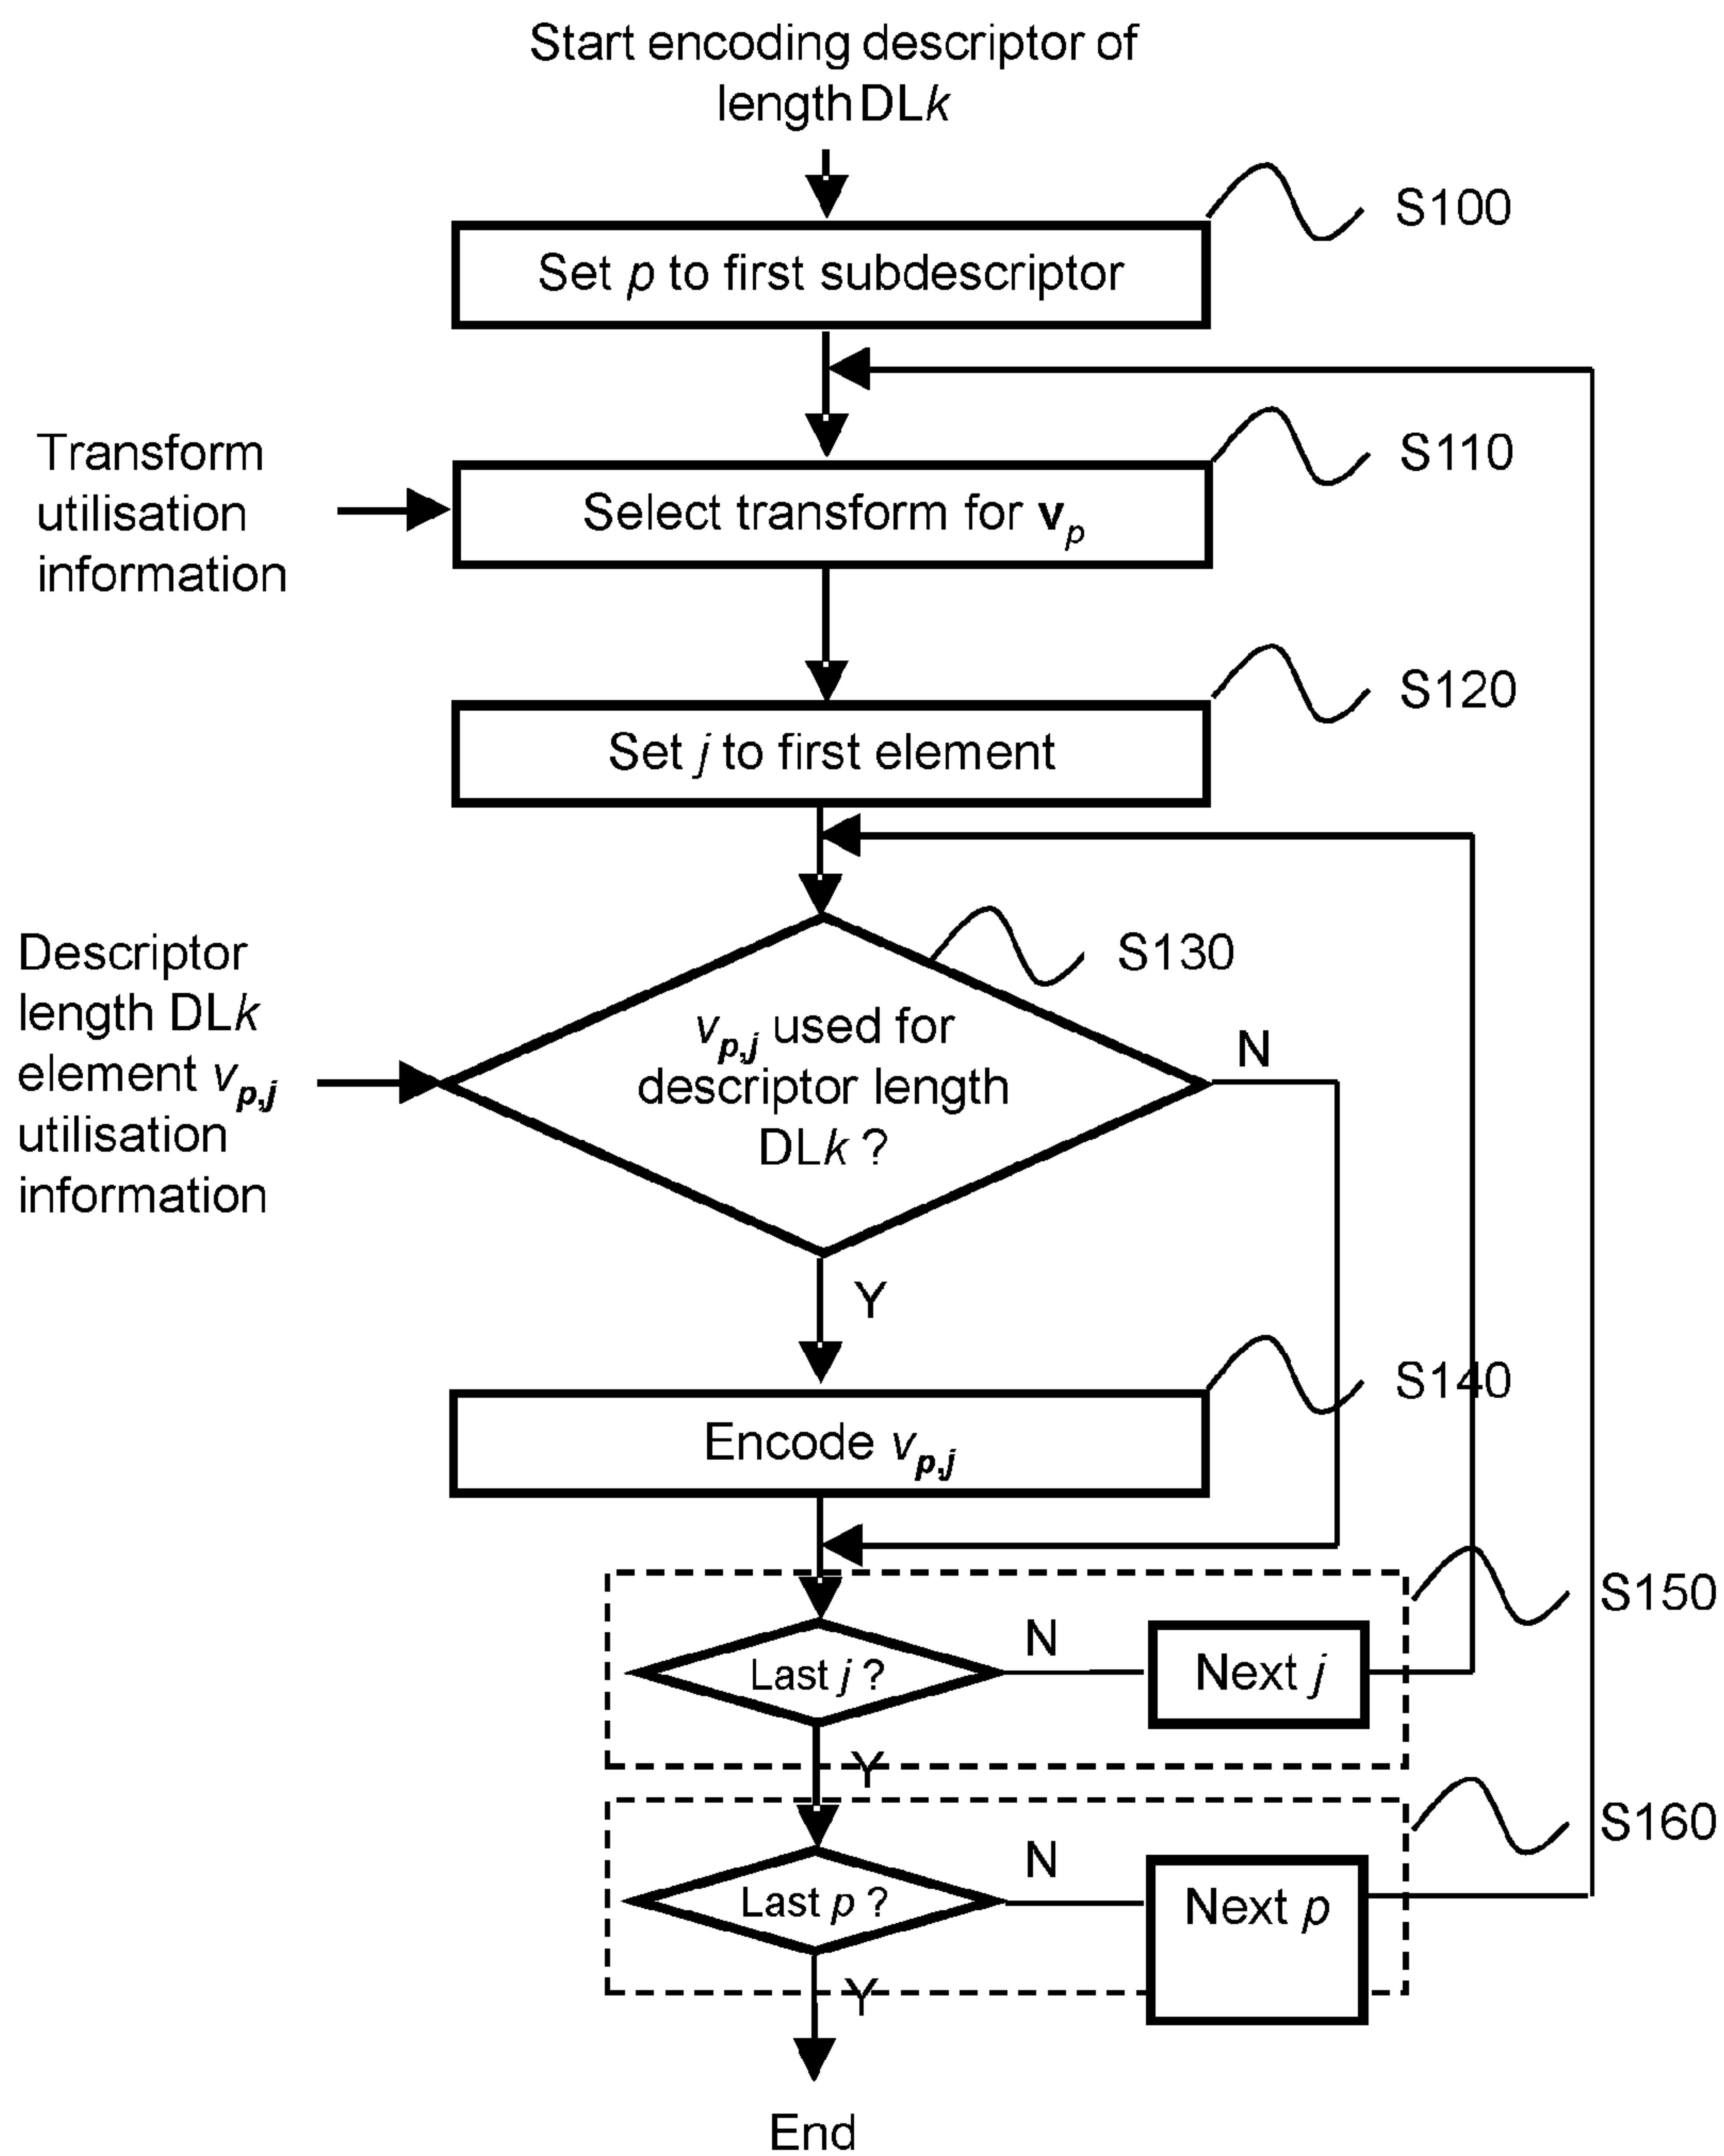 Start encoding descriptor of
length DLk
S100
Set p to first subdescriptor
Transform
utilisation
information
S110
Select transform for vp
S120
Set j to first element
Descriptor
length DLk
element vp,j
utilisation
information
S130
vp,j used for
descriptor length
DLk ?
N
Y
S140
Encode vp,j
S150
Last j ?
N
Next j
Y
S160
Last p ?
N
Next p
Y
End